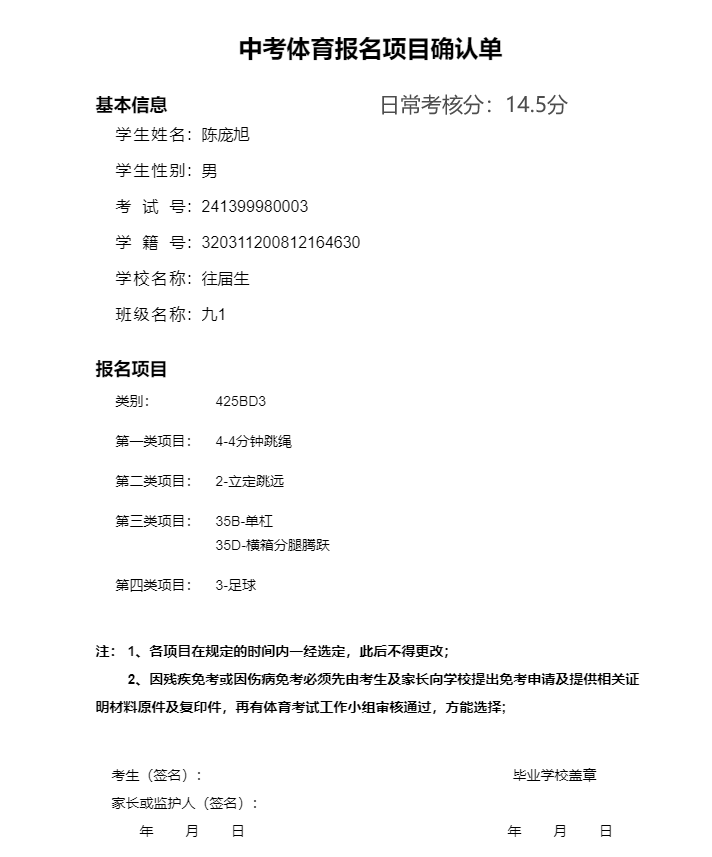 中考体育报名项目确认单
基本信息 日常考核分：14.5分
学生姓名：陈庞旭
学生性别：男
考 试 号：241399980003
学 籍 号：320311200812164630
学校名称：往届生
班级名称：九1
报名项目
类别： 425BD3
第一类项目： 4-4分钟跳绳
第二类项目： 2-立定跳远
第三类项目： 35B-单杠
35D-横箱分腿腾跃
第四类项目： 3-足球
注： 1、各项目在规定的时间内一经选定，此后不得更改；
2、因残疾免考或因伤病免考必须先由考生及家长向学校提出免考申请及提供相关证
明材料原件及复印件，再有体育考试工作小组审核通过，方能选择；
考生（签名）： 毕业学校盖章
家长或监护人（签名）：
年 月 日 年 月 日